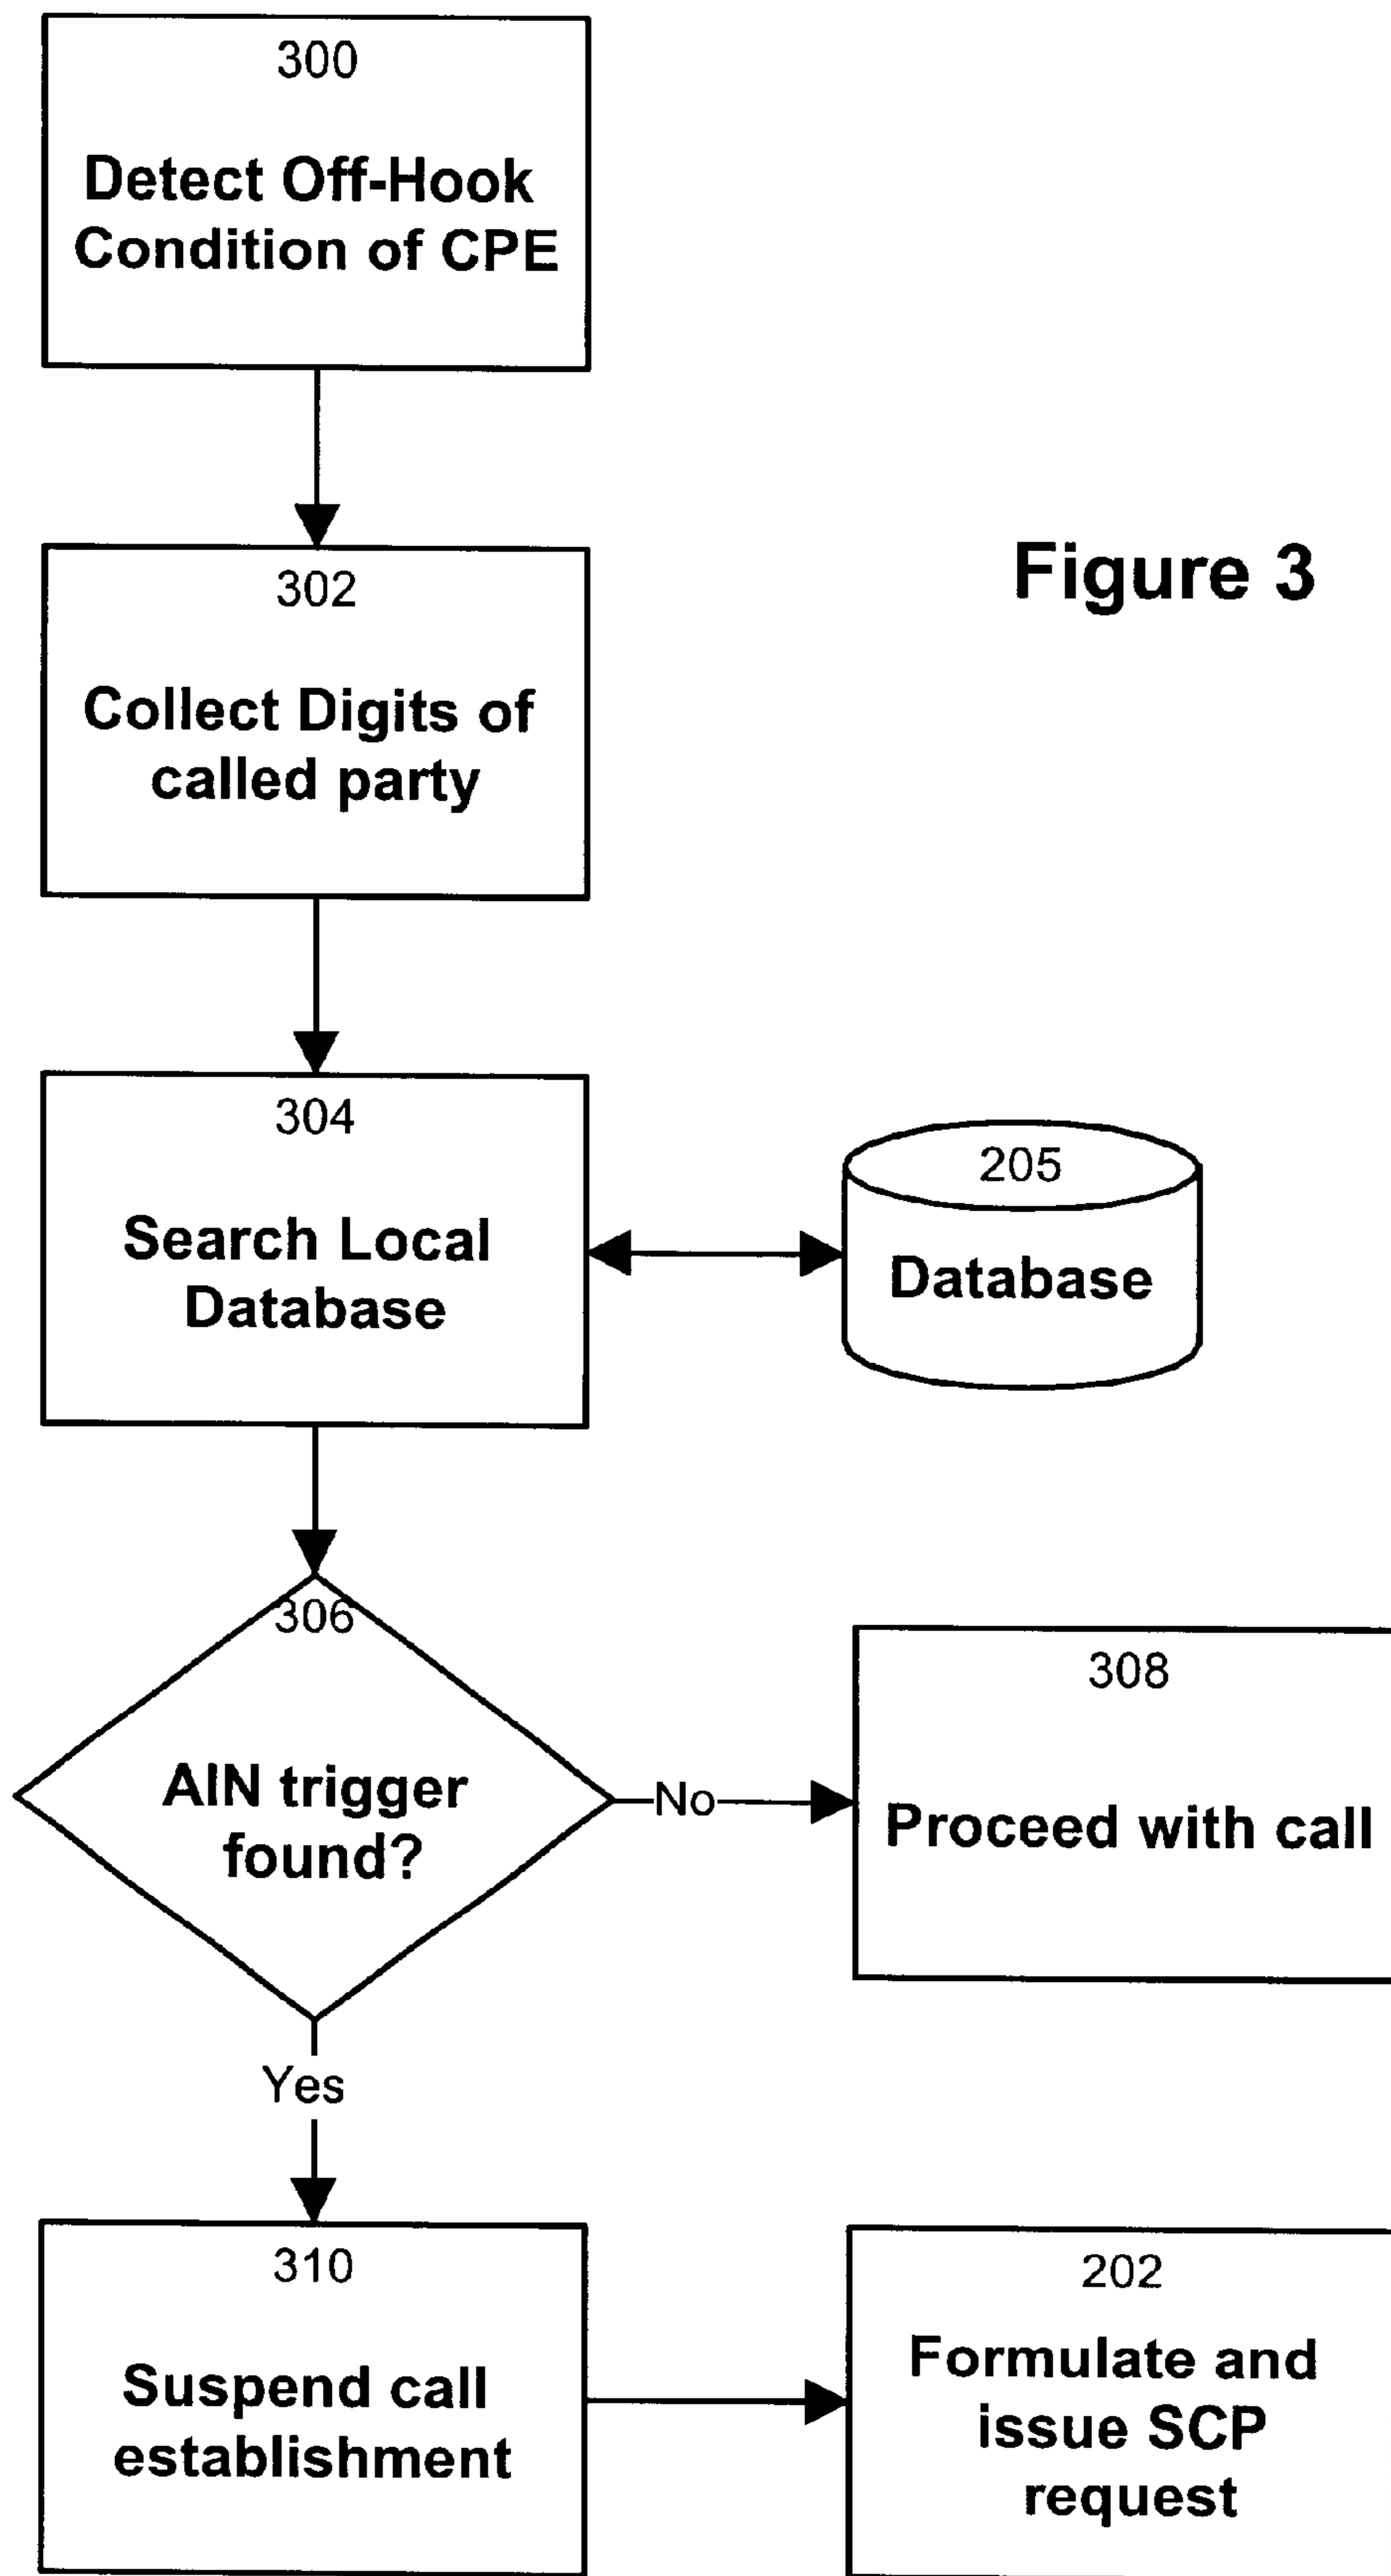 300
Detect Off-Hook
Condition of CPE
302
Collect Digits of
called party
Figure 3
304
Search Local
Database
205
Database
306
AIN trigger
found?
No
308
Proceed with call
Yes
310
Suspend call
establishment
202
Formulate and
issue SCP
request